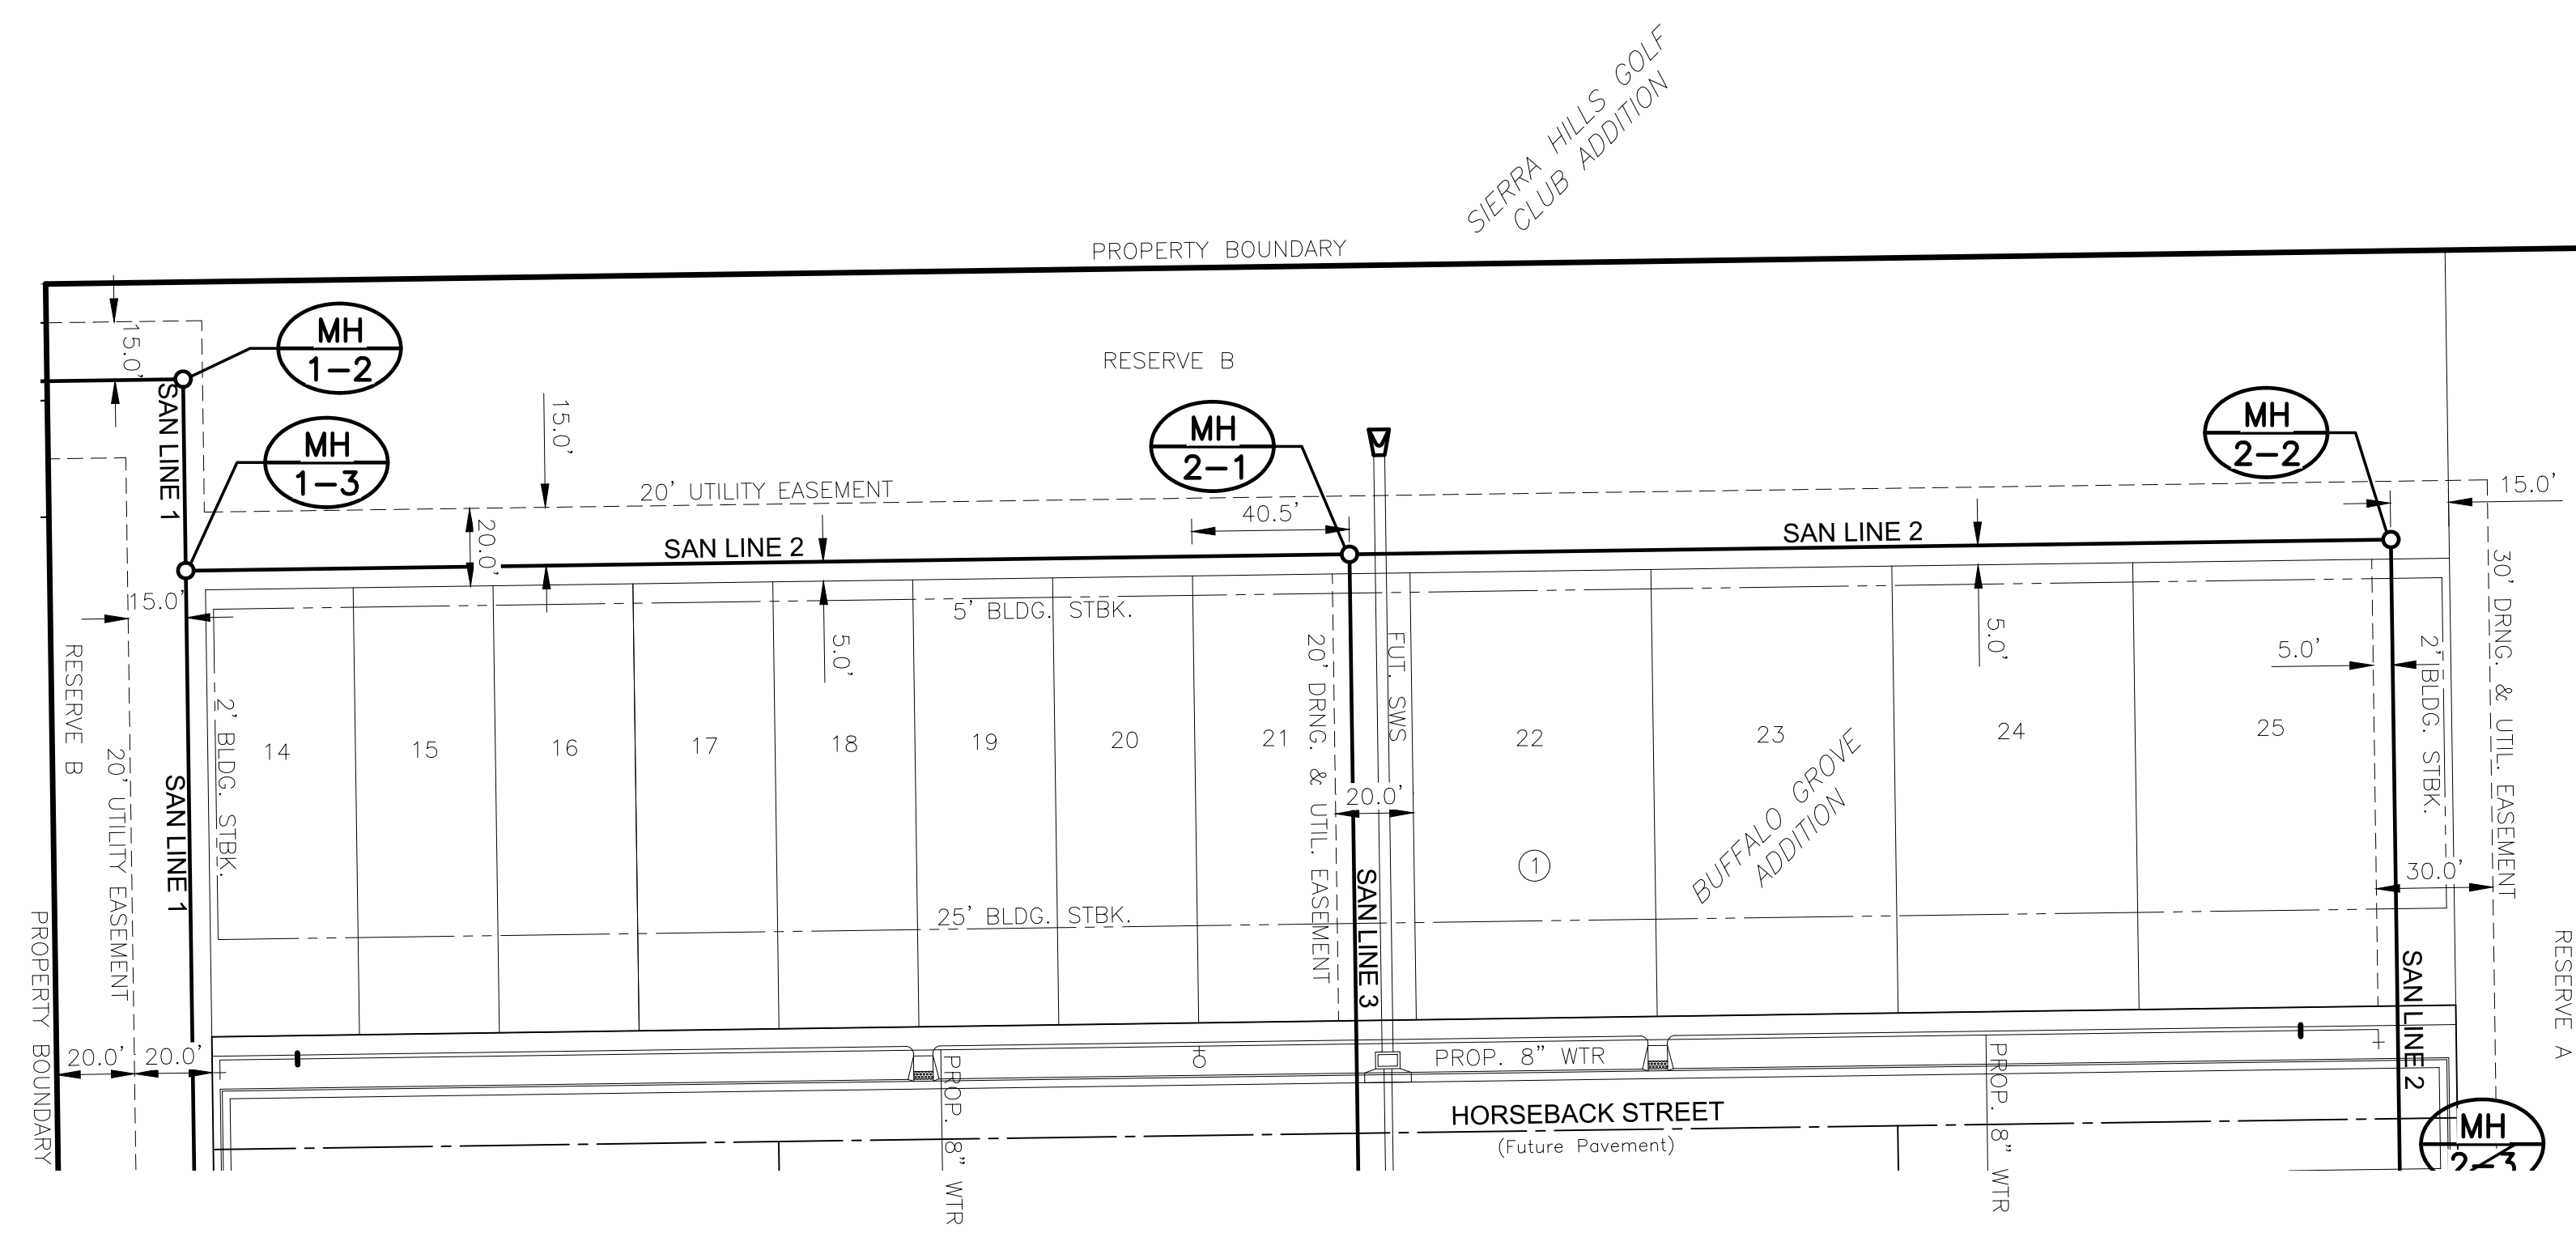 SIERRA HILLS GOLF
CLUB ADDITION
PROPERTY BOUNDARY
MH
1-2
15.0'
SAN LINE 1
RESERVE B
MH
1-3
15.0'
MH
2-1
MH
2-2
20' UTILITY EASEMENT
40.5'
15.0'
20.0'
SAN LINE 2
SAN LINE 2
15.0'
5' BLDG. STBK.
5.0'
5.0'
5.0'
30' DRNG. & UTIL. EASEMENT
RESERVE B
20' UTILITY EASEMENT
SAN LINE 1
2' BLDG. STBK.
14
15
16
17
18
19
20
21
20' DRNG. & UTIL. EASEMENT
FUT. SWS
22
23
24
25
2' BLDG. STBK.
20.0'
BUFFALO GROVE
ADDITION
1
30.0'
25' BLDG. STBK.
SAN LINE 3
SAN LINE 2
RESERVE A
PROPERTY BOUNDARY
20.0'
20.0'
PROP. 8" WTR
PROP. 8" WTR
PROP. 8" WTR
HORSEBACK STREET
(Future Pavement)
MH
2-3